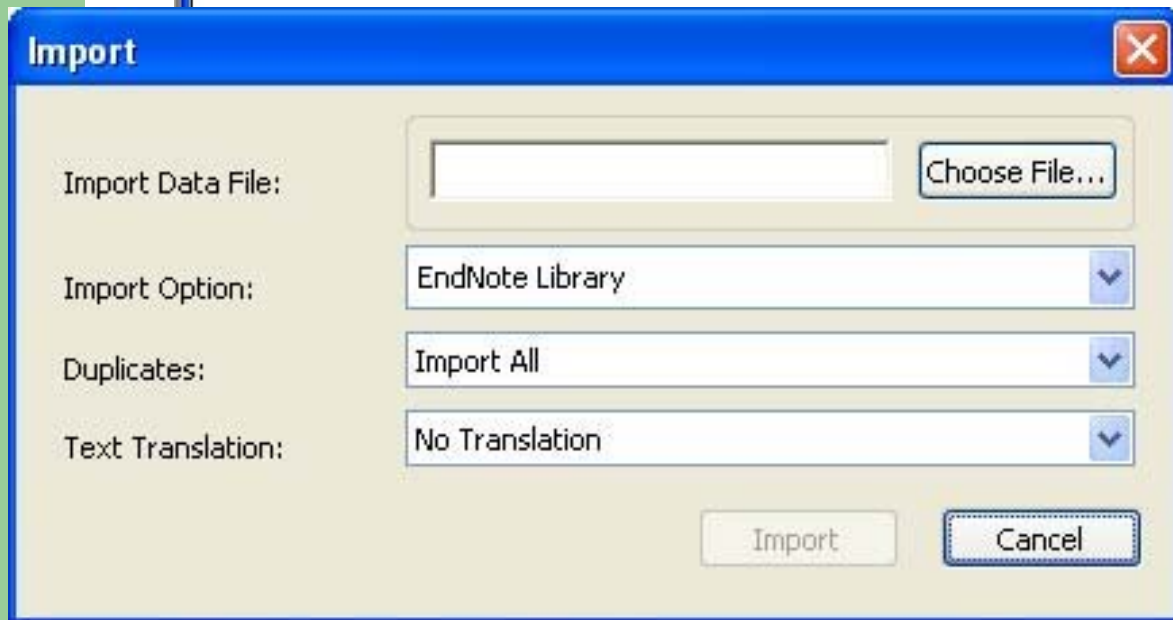 Import
Import Data File:
Choose File...
Import Option:
EndNote Library
Duplicates:
Import All
Text Translation:
No Translation
Import
Cancel